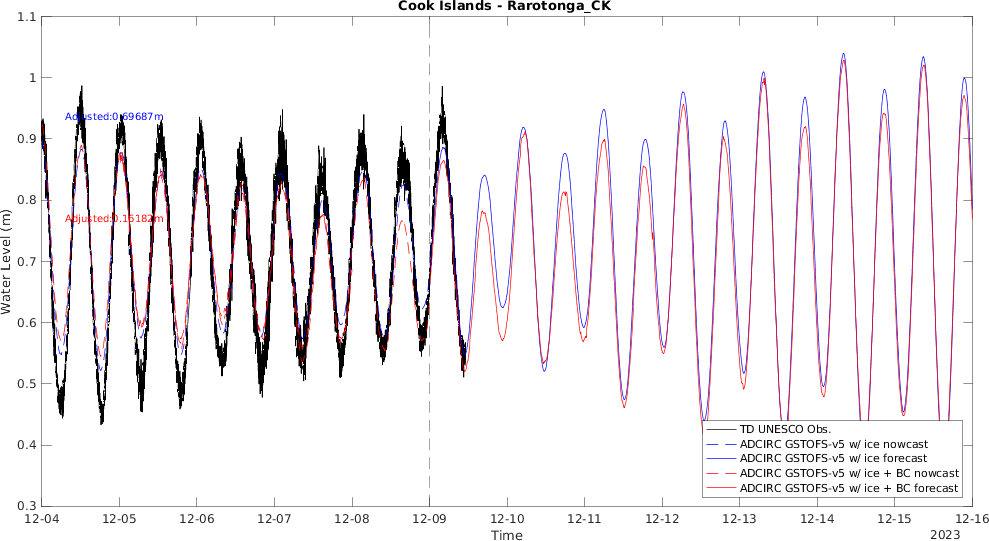 Cook Islands - Rarotonga_CK
1.1
1
0.9
0.8
0.7
0.6
0.5
0.4
0.3
Water Level (m)
Adjusted:0.69687m
Adjusted:0.15182m
TD UNESCO Obs.
ADCIRC GSTOFS-v5 w/ ice nowcast
ADCIRC GSTOFS-v5 w/ ice forecast
ADCIRC GSTOFS-v5 w/ ice + BC nowcast
ADCIRC GSTOFS-v5 w/ ice + BC forecast
12-04 12-05 12-06 12-07 12-08 12-09 12-10 12-11 12-12 12-13 12-14 12-15 12-16
Time
2023